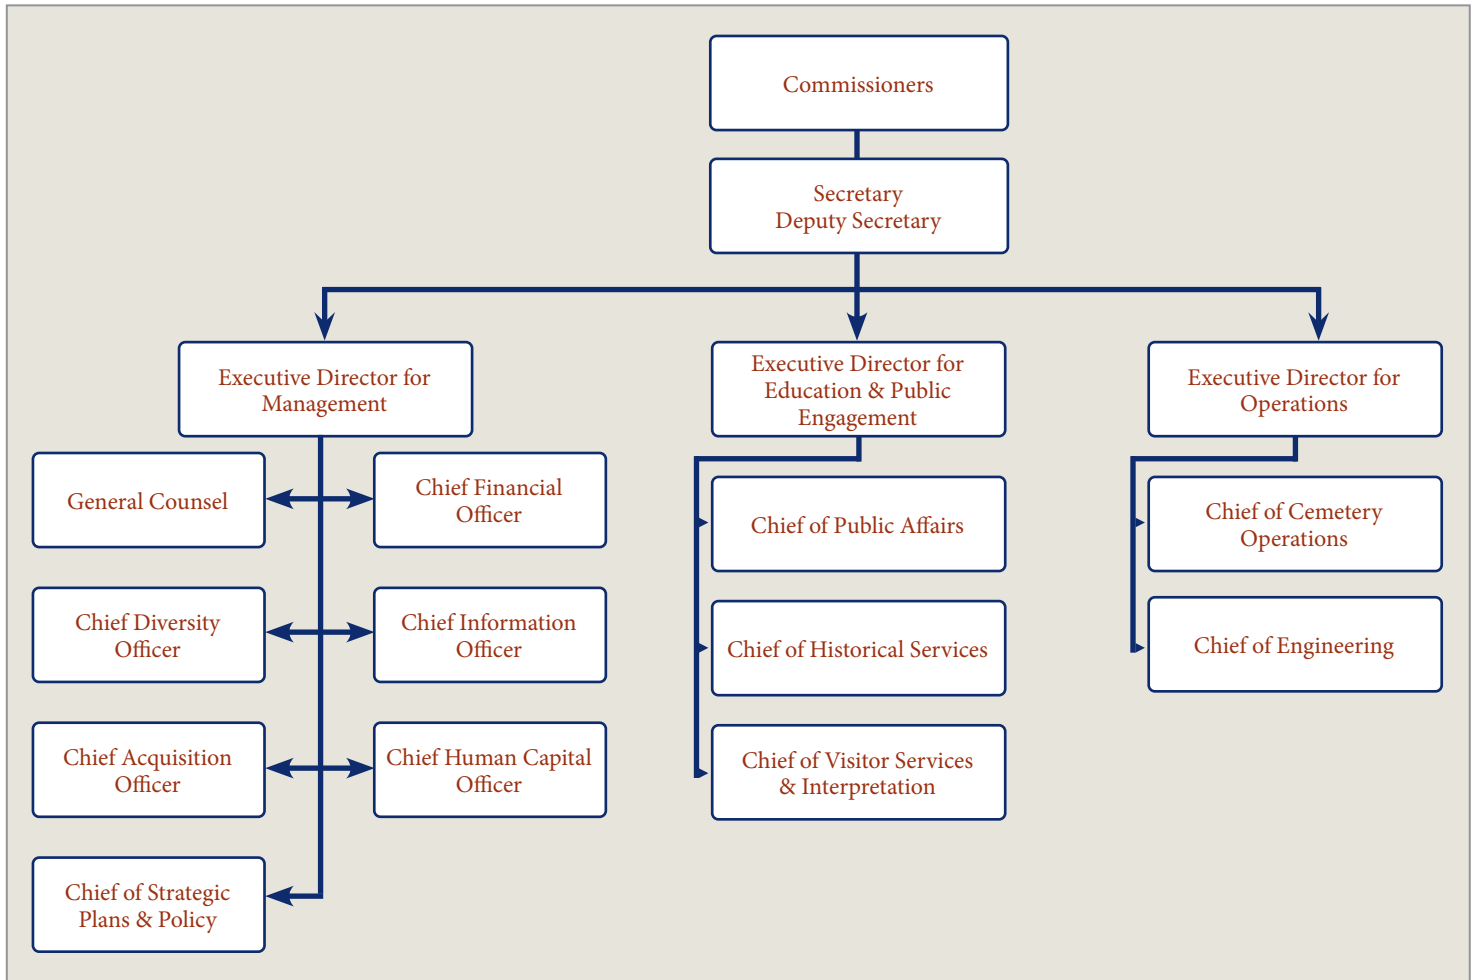 Commissioners
Secretary
Deputy Secretary
Executive Director for
Management
Executive Director for
Education & Public
Engagement
Executive Director for
Operations
General Counsel
Chief Financial
Officer
Chief Diversity
Officer
Chief Information
Officer
Chief Acquisition
Officer
Chief Human Capital
Officer
Chief of Strategic
Plans & Policy
Chief of Public Affairs
Chief of Historical Services
Chief of Visitor Services
& Interpretation
Chief of Cemetery
Operations
Chief of Engineering